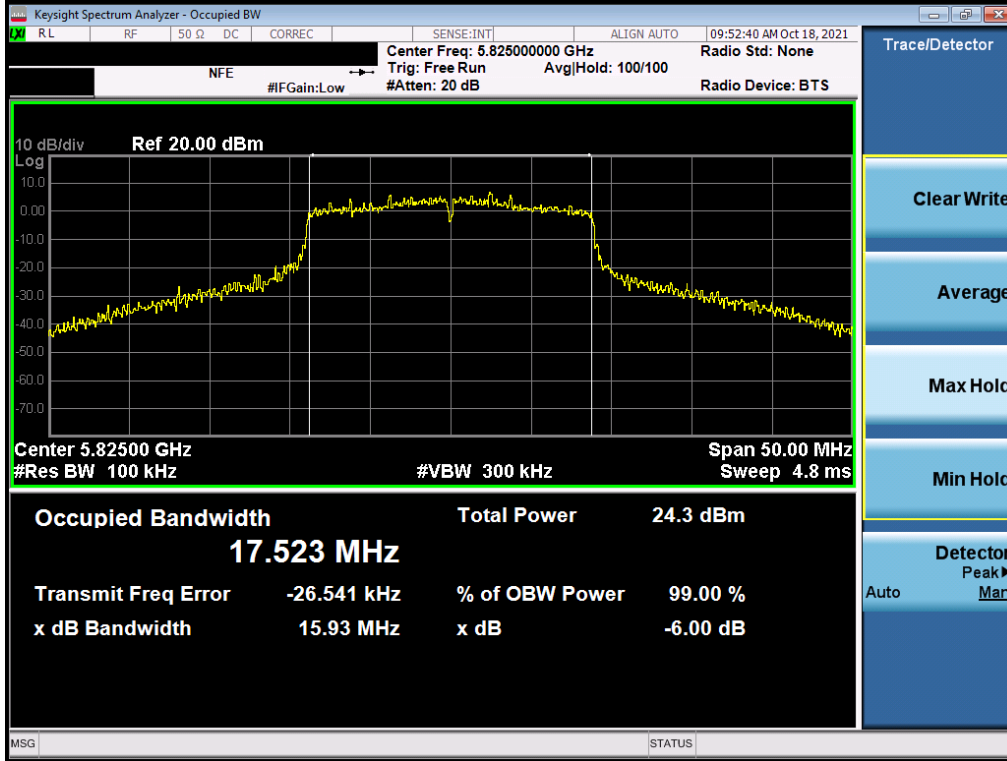 Keysight Spectrum Analyzer - Occupied BW
LXI RL RF 50 Ω DC CORREC SENSE:INT ALIGN AUTO 09:52:40 AM Oct 18, 2021
Center Freq: 5.825000000 GHz Radio Std: None
NFE Trig: Free Run Avg|Hold: 100/100
#IFGain:Low #Atten: 20 dB Radio Device: BTS
Trace/Detector
10 dB/div Ref 20.00 dBm
Log
10.0
0.00
-10.0
-20.0
-30.0
-40.0
-50.0
-60.0
-70.0
Center 5.82500 GHz Span 50.00 MHz
#Res BW 100 kHz #VBW 300 kHz Sweep 4.8 ms
Occupied Bandwidth Total Power 24.3 dBm
17.523 MHz
Transmit Freq Error -26.541 kHz % of OBW Power 99.00 %
x dB Bandwidth 15.93 MHz x dB -6.00 dB
Clear Write
Average
Max Hold
Min Hold
Detector
Peak
Auto Man
MSG STATUS